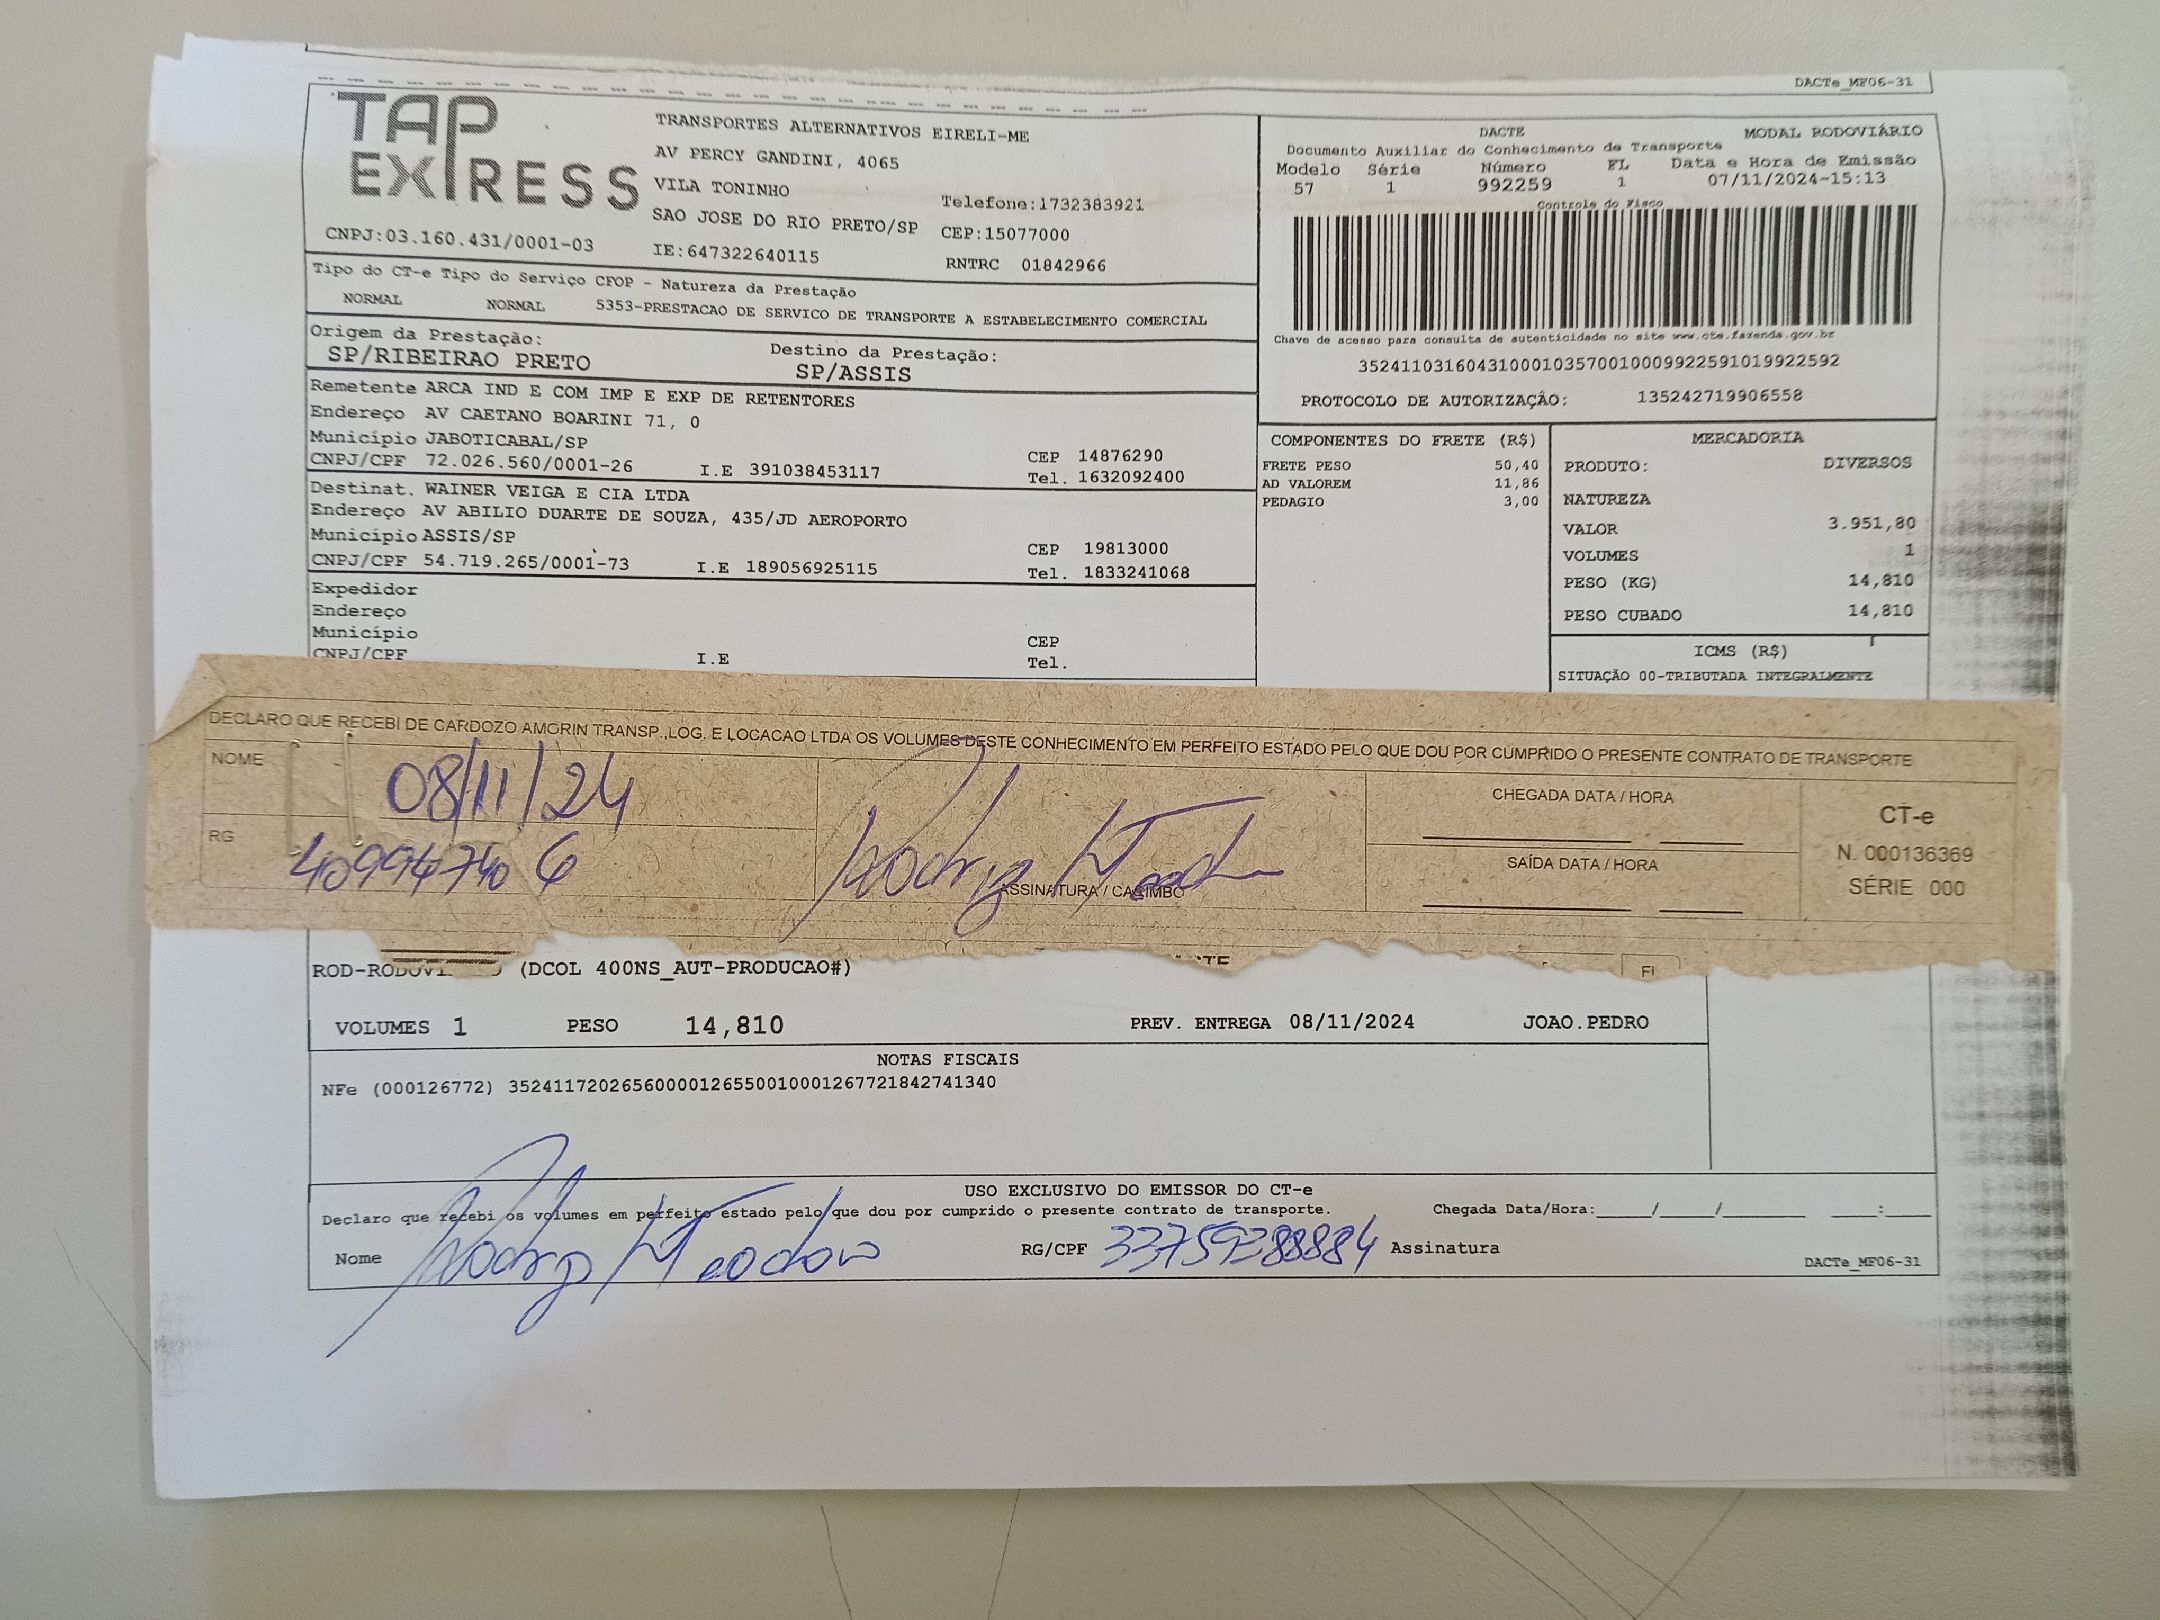 DACTe_MF06-31
TAP EXPRESS
TRANSPORTES ALTERNATIVOS EIRELI-ME
AV PERCY GANDINI, 4065
VILA TONINHO
Telefone:1732383921
SAO JOSE DO RIO PRETO/SP
CEP:15077000
CNPJ:03.160.431/0001-03
IE:647322640115
RNTRC 01842966
DACTE
MODAL RODOVIÁRIO
Documento Auxiliar do Conhecimento de Transporte
Modelo Série Número FL Data e Hora de Emissão
57 1 992259 1 07/11/2024-15:13
Controle do Fisco
Chave de acesso para consulta de autenticidade no site www.cte.fazenda.gov.br
35241103160431000103570010009922591019922592
PROTOCOLO DE AUTORIZAÇÃO: 135242719906558
Tipo do CT-e Tipo do Serviço CFOP - Natureza da Prestação
NORMAL NORMAL 5353-PRESTACAO DE SERVICO DE TRANSPORTE A ESTABELECIMENTO COMERCIAL
Origem da Prestação:
SP/RIBEIRAO PRETO
Destino da Prestação:
SP/ASSIS
Remetente ARCA IND E COM IMP E EXP DE RETENTORES
Endereço AV CAETANO BOARINI 71, 0
Município JABOTICABAL/SP
CEP 14876290
CNPJ/CPF 72.026.560/0001-26 I.E 391038453117 Tel. 1632092400
Destinat. WAINER VEIGA E CIA LTDA
Endereço AV ABILIO DUARTE DE SOUZA, 435/JD AEROPORTO
Município ASSIS/SP
CEP 19813000
CNPJ/CPF 54.719.265/0001-73 I.E 189056925115 Tel. 1833241068
Expedidor
Endereço
Município
CEP
CNPJ/CPF I.E Tel.
COMPONENTES DO FRETE (R$)
FRETE PESO 50,40
AD VALOREM 11,86
PEDAGIO 3,00
MERCADORIA
PRODUTO: DIVERSOS
NATUREZA
VALOR 3.951,80
VOLUMES 1
PESO (KG) 14,810
PESO CUBADO 14,810
ICMS (R$)
SITUAÇÃO 00-TRIBUTADA INTEGRALMENTE
DECLARO QUE RECEBI DE CARDOZO AMORIN TRANSP.,LOG. E LOCACAO LTDA OS VOLUMES DESTE CONHECIMENTO EM PERFEITO ESTADO PELO QUE DOU POR CUMPRIDO O PRESENTE CONTRATO DE TRANSPORTE
NOME 08/11/24
RG
ASSINATURA / CARIMBO
CHEGADA DATA / HORA
SAÍDA DATA / HORA
CT-e
N. 000136369
SÉRIE 000
FL
(DCOL 400NS_AUT-PRODUCAO#)
VOLUMES 1 PESO 14,810 PREV. ENTREGA 08/11/2024 JOAO.PEDRO
NOTAS FISCAIS
NFe (000126772) 35241172026560000126550010001267721842741340
USO EXCLUSIVO DO EMISSOR DO CT-e
Declaro que recebi os volumes em perfeito estado pelo que dou por cumprido o presente contrato de transporte. Chegada Data/Hora:____/____/______ ___:___
Nome RG/CPF Assinatura
DACTe_MF06-31